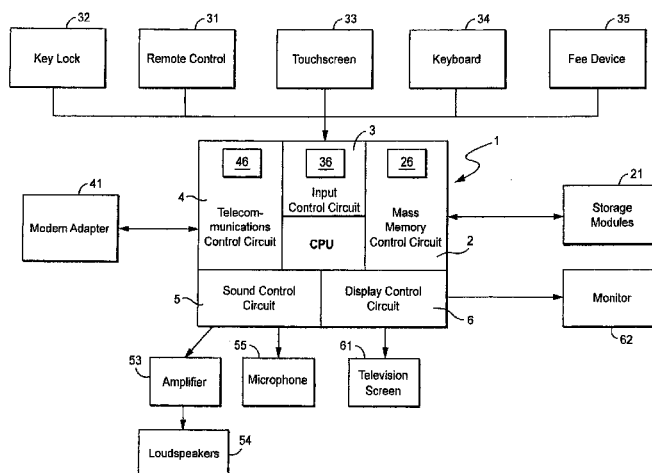 32
31
33
34
35
Key Lock
Remote Control
Touchscreen
Keyboard
Fee Device
3
1
46
36
26
41
4
21
Input
Control Circuit
Modem Adapter
Telecom-
munications
Control Circuit
Mass
Memory
Control Circuit
Storage
Modules
CPU
2
Sound Control
Circuit
Display Control
Circuit
Monitor
5
6
62
53
55
61
Amplifier
Microphone
Television
Screen
Loudspeakers
54